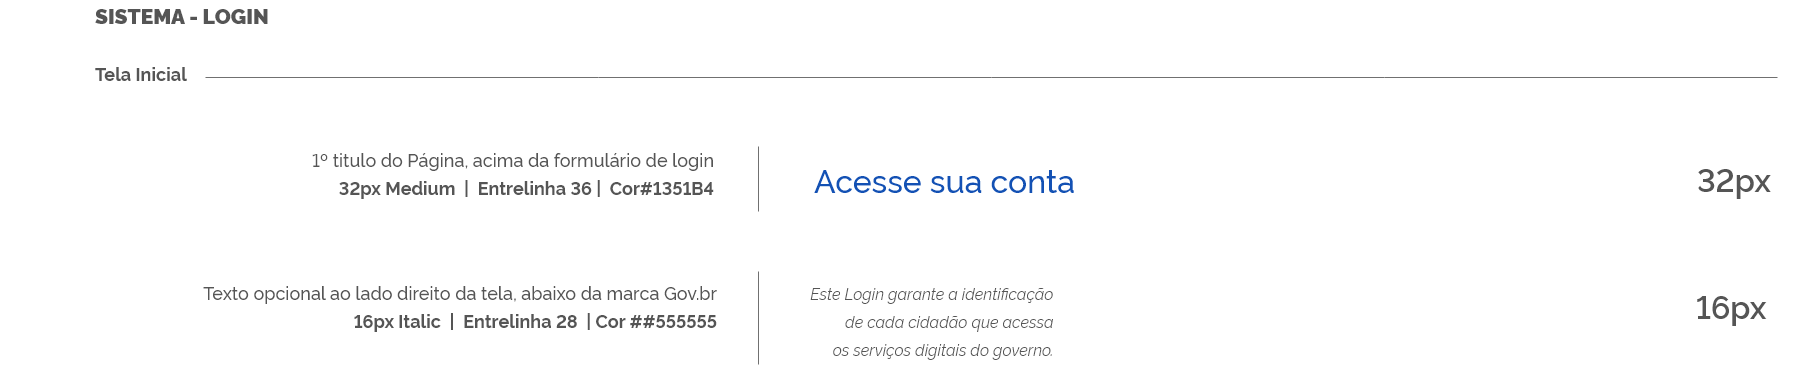 SISTEMA - LOGIN
Tela Inicial
1º titulo do Página, acima da formulário de login
32px Medium | Entrelinha 36 | Cor#1351B4
Acesse sua conta
32px
Texto opcional ao lado direito da tela, abaixo da marca Gov.br
16px Italic | Entrelinha 28 | Cor ##555555
Este Login garante a identificação
de cada cidadão que acessa
os serviços digitais do governo.
16px